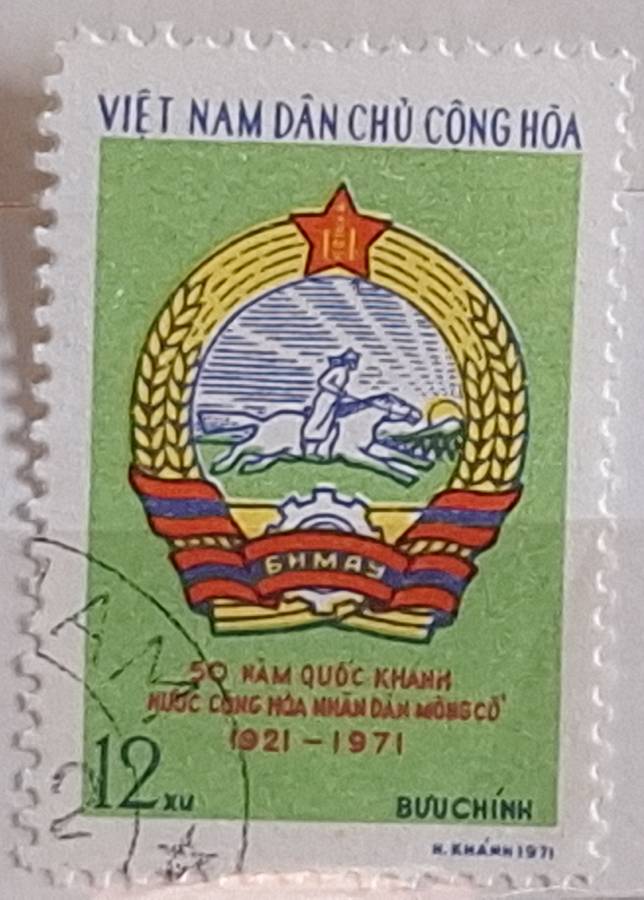 VIỆT NAM DÂN CHỦ CỘNG HÒA
БНМАУ
50 NĂM QUỐC KHÁNH
NƯỚC CỘNG HÒA NHÂN DÂN MÔNG CỔ
1921 - 1971
12 XU
BƯU CHÍNH
H. KHÁNH 1971